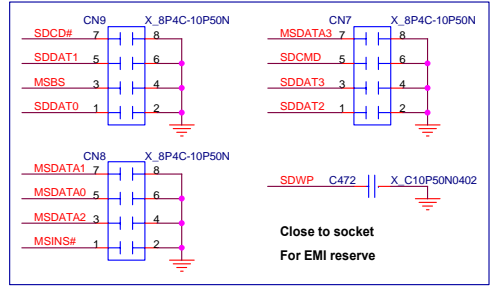 CN9 X_8P4C-10P50N
SDCD# 7 8
SDDAT1 5 6
MSBS 3 4
SDDAT0 1 2
CN7 X_8P4C-10P50N
MSDATA3 7 8
SDCMD 5 6
SDDAT3 3 4
SDDAT2 1 2
CN8 X_8P4C-10P50N
MSDATA1 7 8
MSDATA0 5 6
MSDATA2 3 4
MSINS# 1 2
SDWP C472 X_C10P50N0402
Close to socket
For EMI reserve